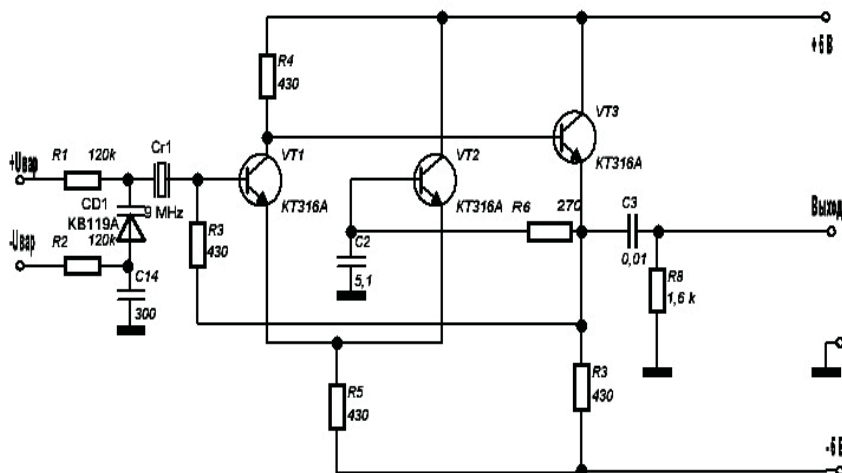 +6 В
R4
430
VT3
КТ316А
R1 120k
Cr1
VT1
VT2
+Uвар
КТ316А
КТ316А
R6 270
C3
CD1
КВ119А
9 MHz
120k
R2
-Uвар
R3
430
Выход
C2
5,1
0,01
R8
1,6 k
C14
300
R5
430
R3
430
-6 В